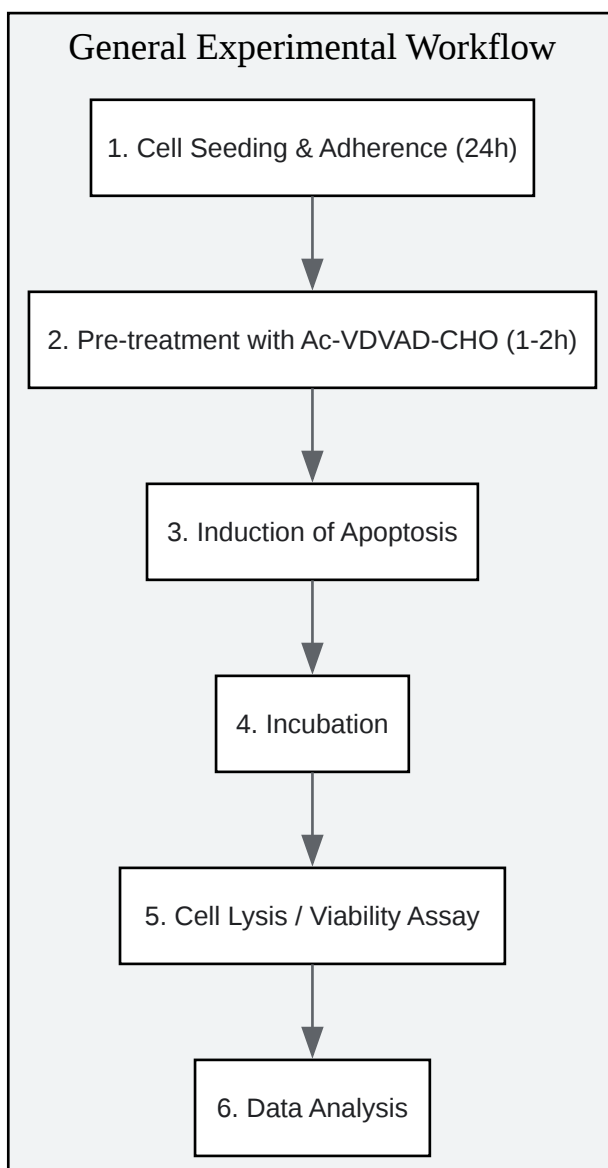 General Experimental Workflow
1. Cell Seeding & Adherence (24h)
2. Pre-treatment with Ac-VDVAD-CHO (1-2h)
3. Induction of Apoptosis
4. Incubation
5. Cell Lysis / Viability Assay
6. Data Analysis